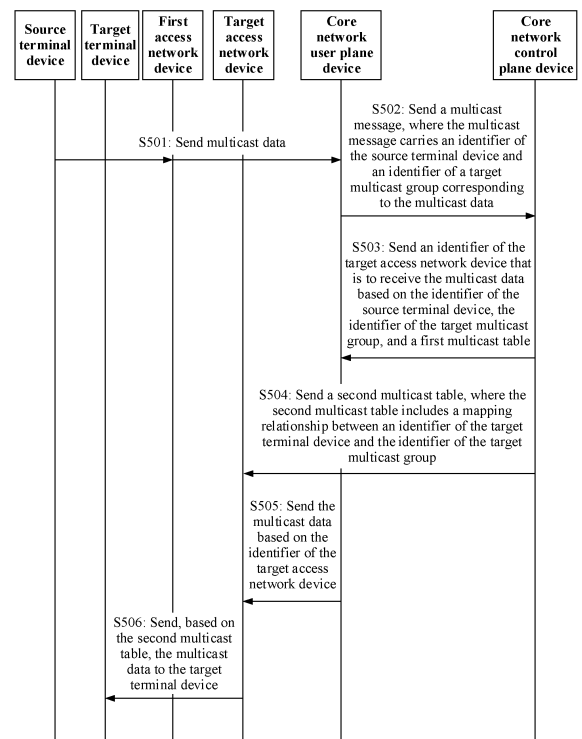 Source
terminal
device
Target
terminal
device
First
access
network
device
Target
access
network
device
Core
network
user plane
device
Core
network
control
plane device
S501: Send multicast data
S502: Send a multicast
message, where the multicast
message carries an identifier of
the source terminal device and
an identifier of a target
multicast group corresponding
to the multicast data
S503: Send an identifier of the
target access network device that
is to receive the multicast data
based on the identifier of the
source terminal device, the
identifier of the target multicast
group, and a first multicast table
S504: Send a second multicast table, where the
second multicast table includes a mapping
relationship between an identifier of the target
terminal device and the identifier of the target
multicast group
S505: Send the
multicast data
based on the
identifier of the
target access
network device
S506: Send, based on
the second multicast
table, the multicast
data to the target
terminal device